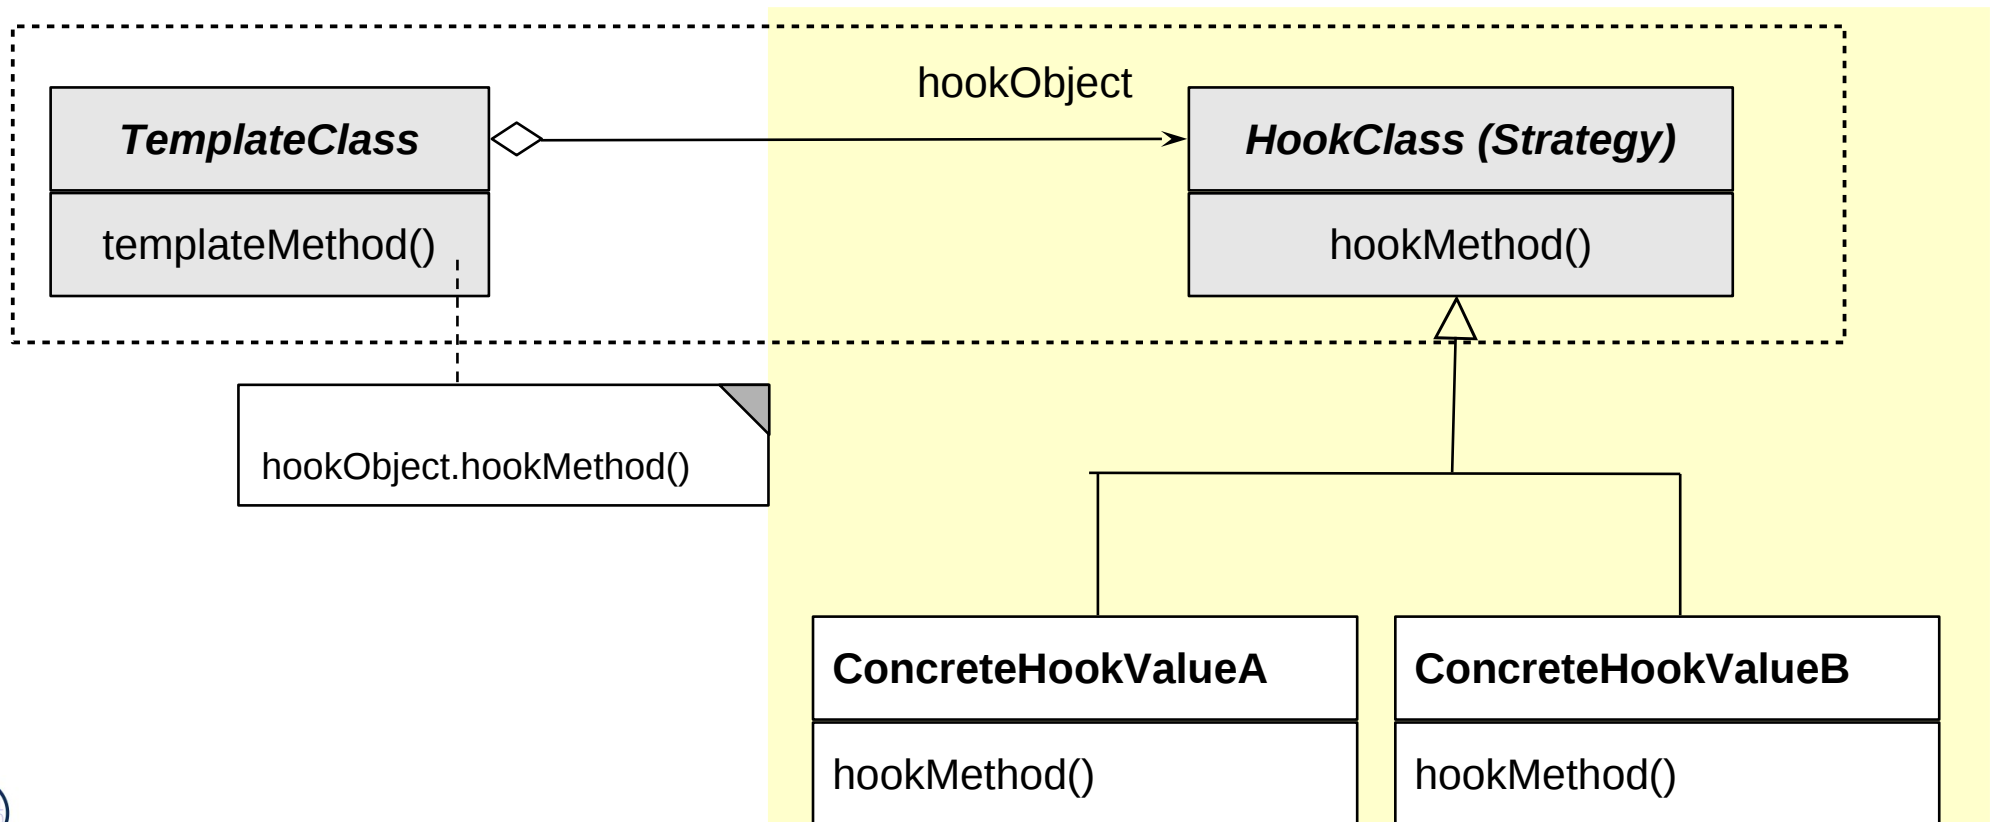 hookObject
TemplateClass
HookClass (Strategy)
templateMethod()
hookMethod()
hookObject.hookMethod()
ConcreteHookValueA
ConcreteHookValueB
hookMethod()
hookMethod()